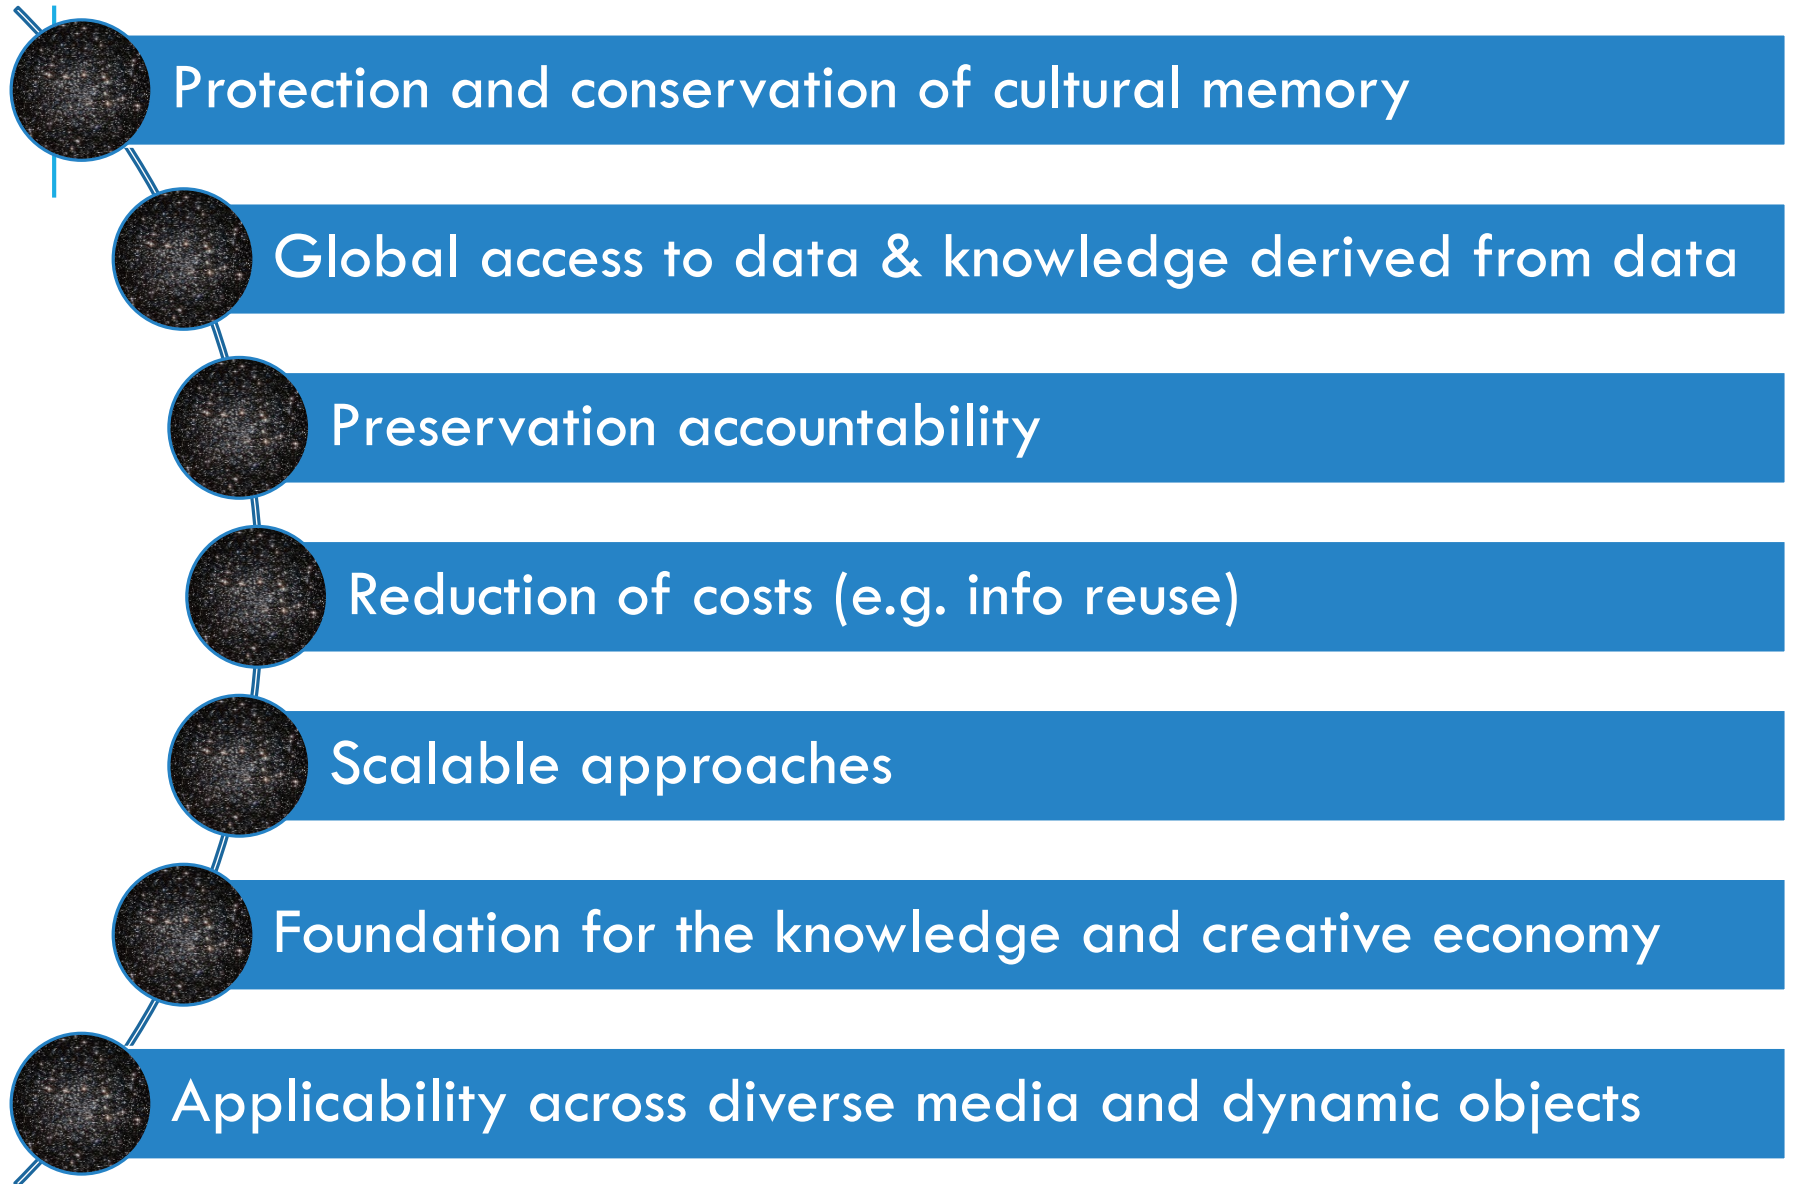 Protection and conservation of cultural memory
Global access to data & knowledge derived from data
Preservation accountability
Reduction of costs (e.g. info reuse)
Scalable approaches
Foundation for the knowledge and creative economy
Applicability across diverse media and dynamic objects